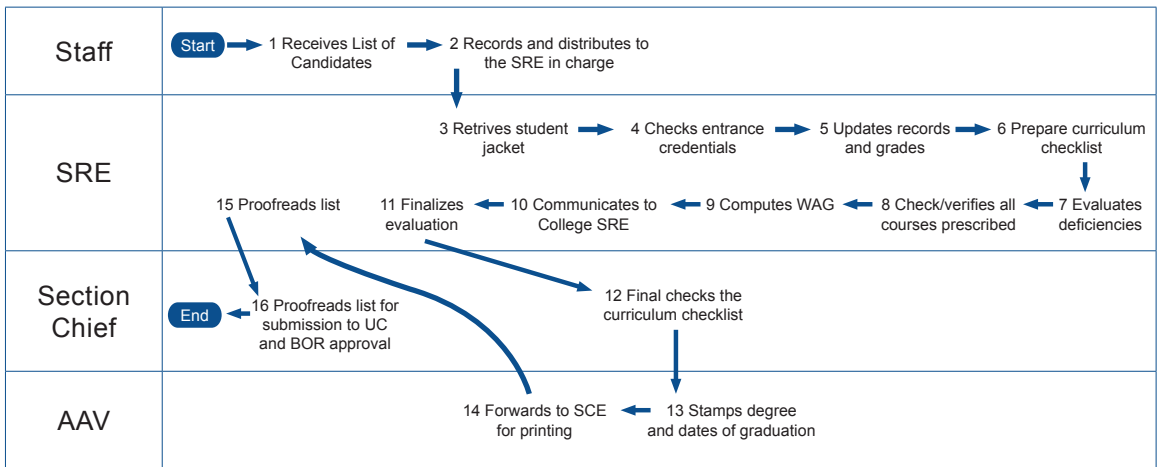 Staff
Start
1 Receives List of
Candidates
2 Records and distributes to
the SRE in charge
SRE
3 Retrives student
jacket
4 Checks entrance
credentials
5 Updates records
and grades
6 Prepare curriculum
checklist
15 Proofreads list
11 Finalizes
evaluation
10 Communicates to
College SRE
9 Computes WAG
8 Check/verifies all
courses prescribed
7 Evaluates
deficiencies
Section
Chief
End
16 Proofreads list for
submission to UC
and BOR approval
12 Final checks the
curriculum checklist
AAV
14 Forwards to SCE
for printing
13 Stamps degree
and dates of graduation